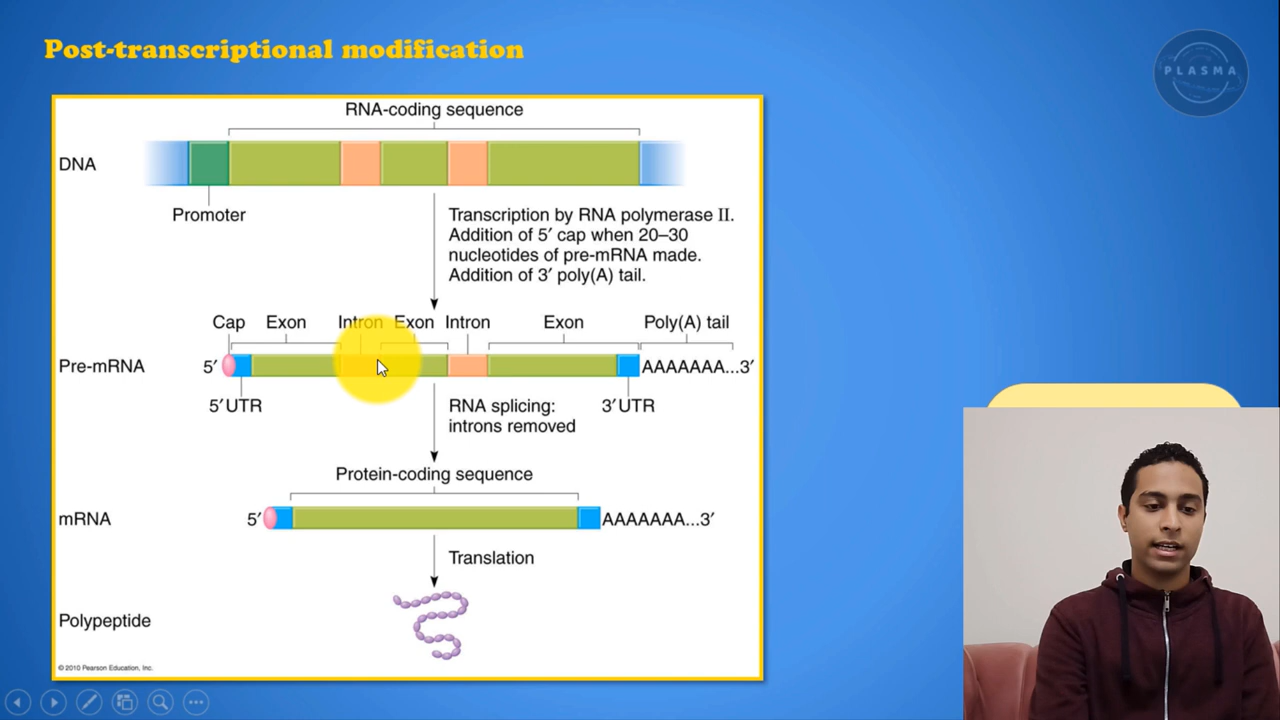 Post-transcriptional modification
PLASMA
RNA-coding sequence
DNA
Promoter
Transcription by RNA polymerase II.
Addition of 5′ cap when 20–30
nucleotides of pre-mRNA made.
Addition of 3′ poly(A) tail.
Cap Exon Intron Exon Intron Exon Poly(A) tail
Pre-mRNA 5′ AAAAAAA...3′
5′UTR 3′UTR
RNA splicing:
introns removed
Protein-coding sequence
mRNA 5′ AAAAAAA...3′
Translation
Polypeptide
© 2010 Pearson Education, Inc.